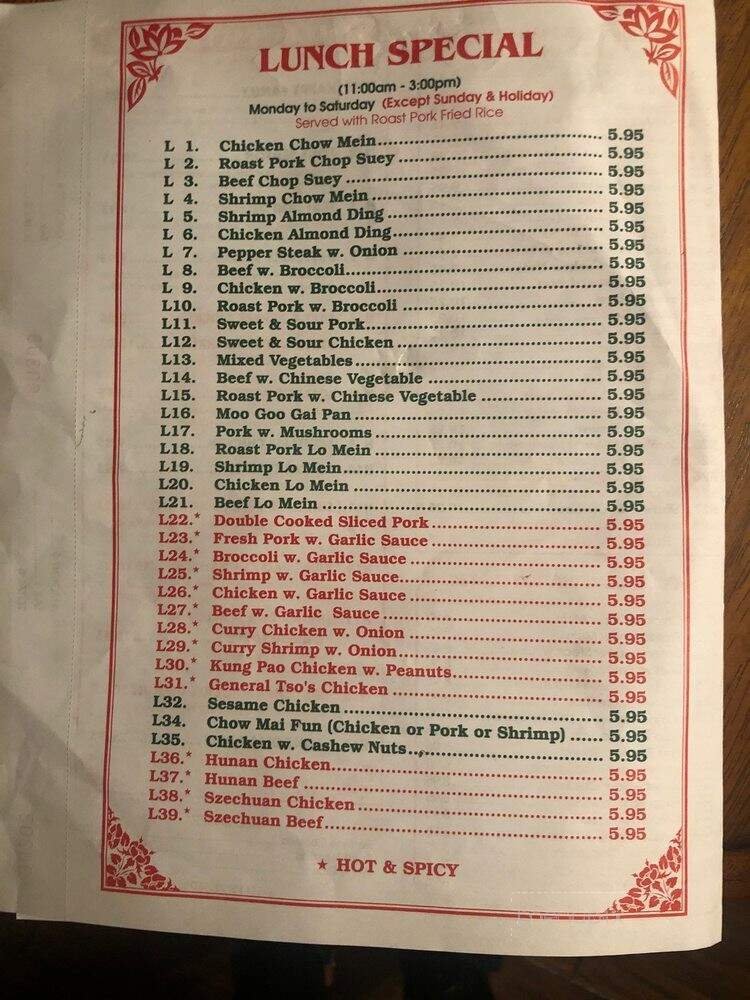 LUNCH SPECIAL
(11:00am - 3:00pm)
Monday to Saturday (Except Sunday & Holiday)
Served with Roast Pork Fried Rice
L 1. Chicken Chow Mein 5.95
L 2. Roast Pork Chop Suey 5.95
L 3. Beef Chop Suey 5.95
L 4. Shrimp Chow Mein 5.95
L 5. Shrimp Almond Ding 5.95
L 6. Chicken Almond Ding 5.95
L 7. Pepper Steak w. Onion 5.95
L 8. Beef w. Broccoli 5.95
L 9. Chicken w. Broccoli 5.95
L10. Roast Pork w. Broccoli 5.95
L11. Sweet & Sour Pork 5.95
L12. Sweet & Sour Chicken 5.95
L13. Mixed Vegetables 5.95
L14. Beef w. Chinese Vegetable 5.95
L15. Roast Pork w. Chinese Vegetable 5.95
L16. Moo Goo Gai Pan 5.95
L17. Pork w. Mushrooms 5.95
L18. Roast Pork Lo Mein 5.95
L19. Shrimp Lo Mein 5.95
L20. Chicken Lo Mein 5.95
L21. Beef Lo Mein 5.95
L22.* Double Cooked Sliced Pork 5.95
L23.* Fresh Pork w. Garlic Sauce 5.95
L24.* Broccoli w. Garlic Sauce 5.95
L25.* Shrimp w. Garlic Sauce 5.95
L26.* Chicken w. Garlic Sauce 5.95
L27.* Beef w. Garlic Sauce 5.95
L28.* Curry Chicken w. Onion 5.95
L29.* Curry Shrimp w. Onion 5.95
L30.* Kung Pao Chicken w. Peanuts 5.95
L31.* General Tso's Chicken 5.95
L32. Sesame Chicken 5.95
L34. Chow Mai Fun (Chicken or Pork or Shrimp) 5.95
L35. Chicken w. Cashew Nuts 5.95
L36.* Hunan Chicken 5.95
L37.* Hunan Beef 5.95
L38.* Szechuan Chicken 5.95
L39.* Szechuan Beef 5.95
★ HOT & SPICY